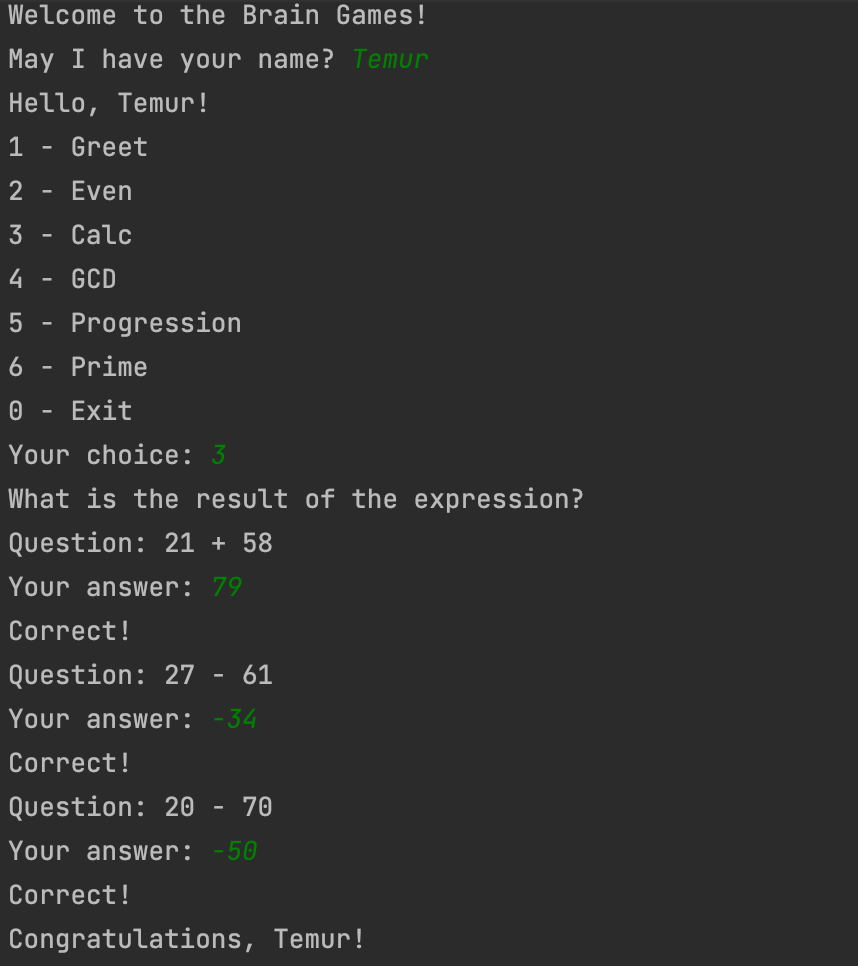 Welcome to the Brain Games!
May I have your name? Temur
Hello, Temur!
1 - Greet
2 - Even
3 - Calc
4 - GCD
5 - Progression
6 - Prime
0 - Exit
Your choice: 3
What is the result of the expression?
Question: 21 + 58
Your answer: 79
Correct!
Question: 27 - 61
Your answer: -34
Correct!
Question: 20 - 70
Your answer: -50
Correct!
Congratulations, Temur!